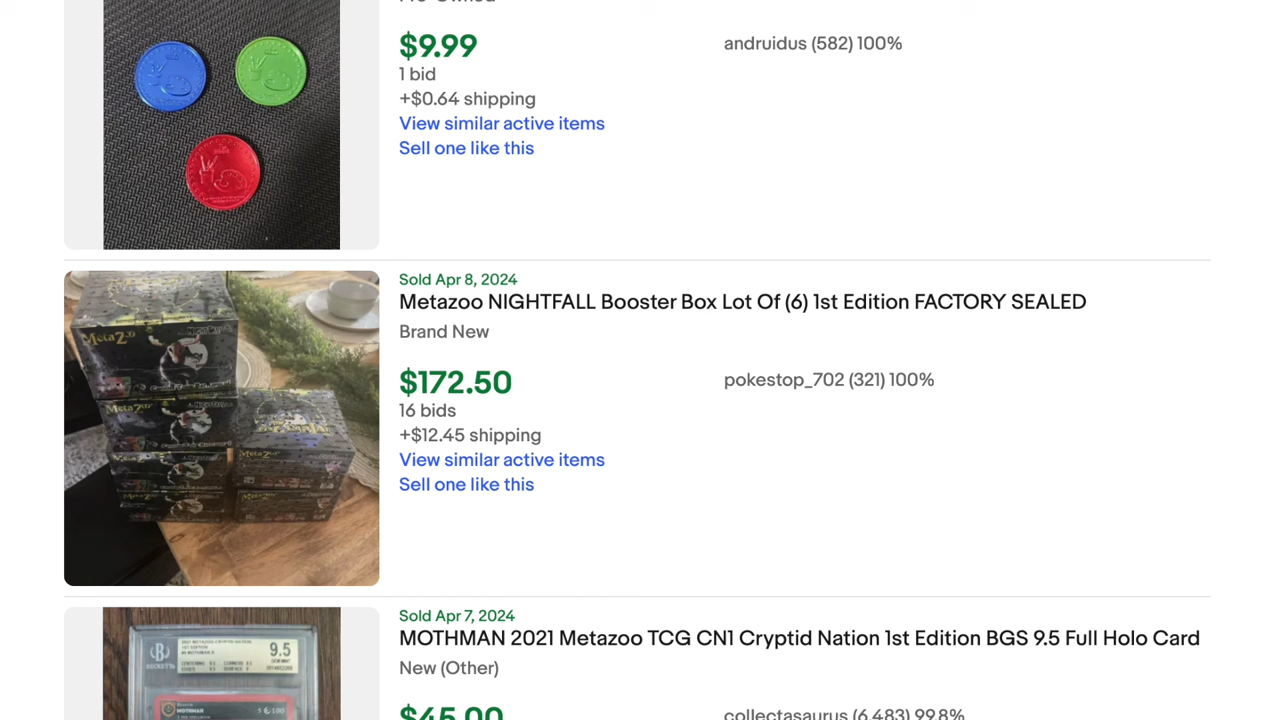 $9.99
andruidus (582) 100%
1 bid
+$0.64 shipping
View similar active items
Sell one like this
Sold Apr 8, 2024
Metazoo NIGHTFALL Booster Box Lot Of (6) 1st Edition FACTORY SEALED
Brand New
$172.50
pokestop_702 (321) 100%
16 bids
+$12.45 shipping
View similar active items
Sell one like this
Sold Apr 7, 2024
MOTHMAN 2021 Metazoo TCG CN1 Cryptid Nation 1st Edition BGS 9.5 Full Holo Card
New (Other)
9.5
MOTHMAN
$45.00
collectasaurus (6,483) 99.8%